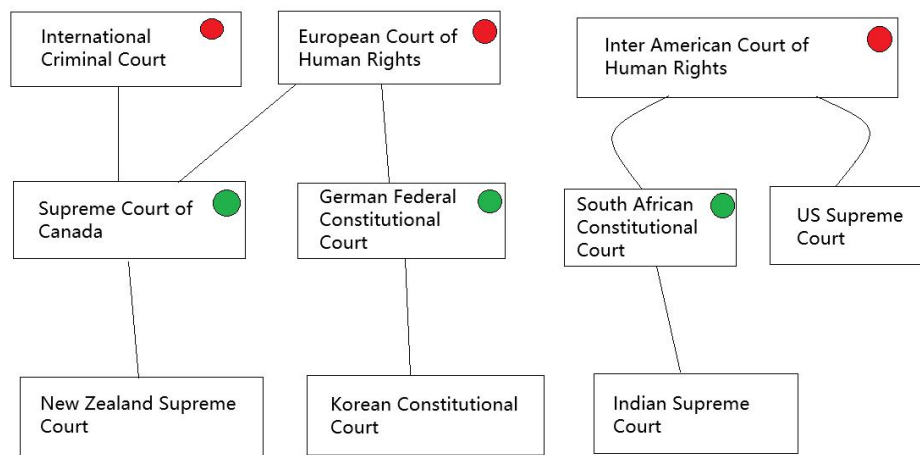 International
Criminal Court
European Court of
Human Rights
Inter American Court of
Human Rights
Supreme Court of
Canada
German Federal
Constitutional
Court
South African
Constitutional
Court
US Supreme
Court
New Zealand Supreme
Court
Korean Constitutional
Court
Indian Supreme
Court